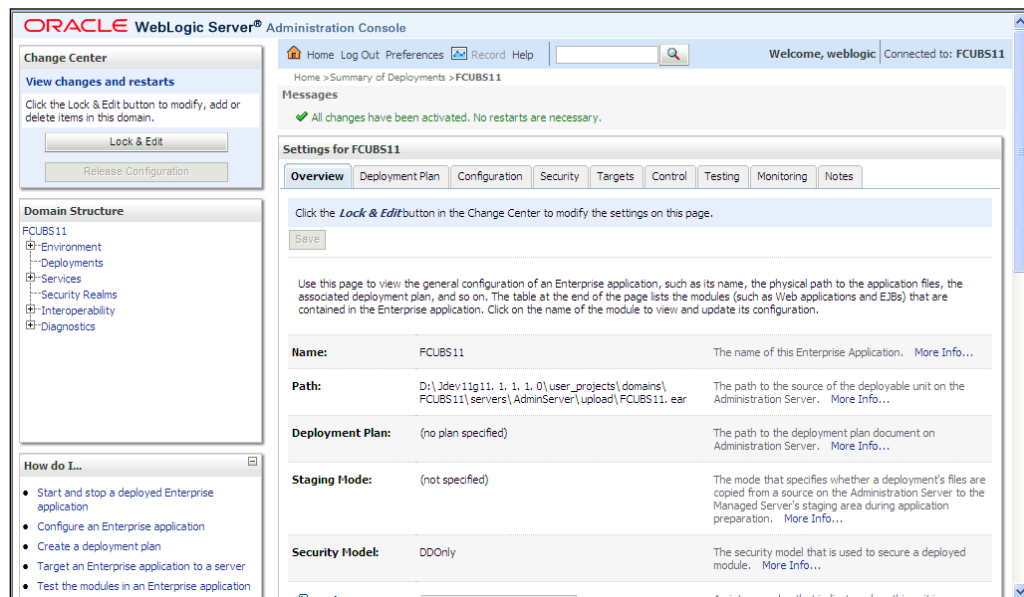 ORACLE WebLogic Server® Administration Console
Change Center
View changes and restarts
Click the Lock & Edit button to modify, add or
delete items in this domain.
Lock & Edit
Release Configuration
Domain Structure
FCUBS11
Environment
Deployments
Services
Security Realms
Interoperability
Diagnostics
How do I...
Start and stop a deployed Enterprise
application
Configure an Enterprise application
Create a deployment plan
Target an Enterprise application to a server
Test the modules in an Enterprise application
Home Log Out Preferences Record Help
Welcome, weblogic Connected to: FCUBS11
Home >Summary of Deployments >FCUBS11
Messages
All changes have been activated. No restarts are necessary.
Settings for FCUBS11
Overview Deployment Plan Configuration Security Targets Control Testing Monitoring Notes
Click the Lock & Edit button in the Change Center to modify the settings on this page.
Save
Use this page to view the general configuration of an Enterprise application, such as its name, the physical path to the application files, the
associated deployment plan, and so on. The table at the end of the page lists the modules (such as Web applications and EJBs) that are
contained in the Enterprise application. Click on the name of the module to view and update its configuration.
Name: FCUBS11 The name of this Enterprise Application. More Info...
Path: D:\Jdev11g11. 1. 1. 1. 0\user_projects\domains\ The path to the source of the deployable unit on the
FCUBS11\servers\AdminServer\upload\FCUBS11. ear Administration Server. More Info...
Deployment Plan: (no plan specified) The path to the deployment plan document on
Administration Server. More Info...
Staging Mode: (not specified) The mode that specifies whether a deployment's files are
copied from a source on the Administration Server to the
Managed Server's staging area during application
preparation. More Info...
Security Model: DDOnly The security model that is used to secure a deployed
module. More Info...